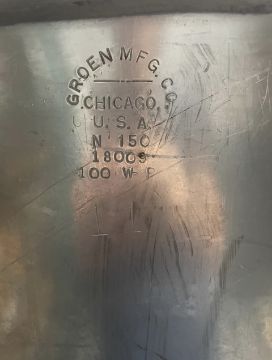 GROEN MFG. CO.
CHICAGO,
U. S. A.
N 150
18009
100 W P